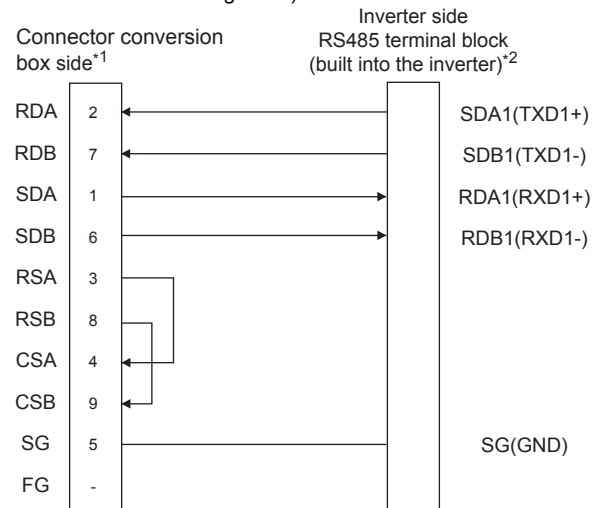 Inverter side
Connector conversion RS485 terminal block
box side*1 (built into the inverter)*2
RDA 2 SDA1(TXD1+)
RDB 7 SDB1(TXD1-)
SDA 1 RDA1(RXD1+)
SDB 6 RDB1(RXD1-)
RSA 3
RSB 8
CSA 4
CSB 9
SG 5 SG(GND)
FG -